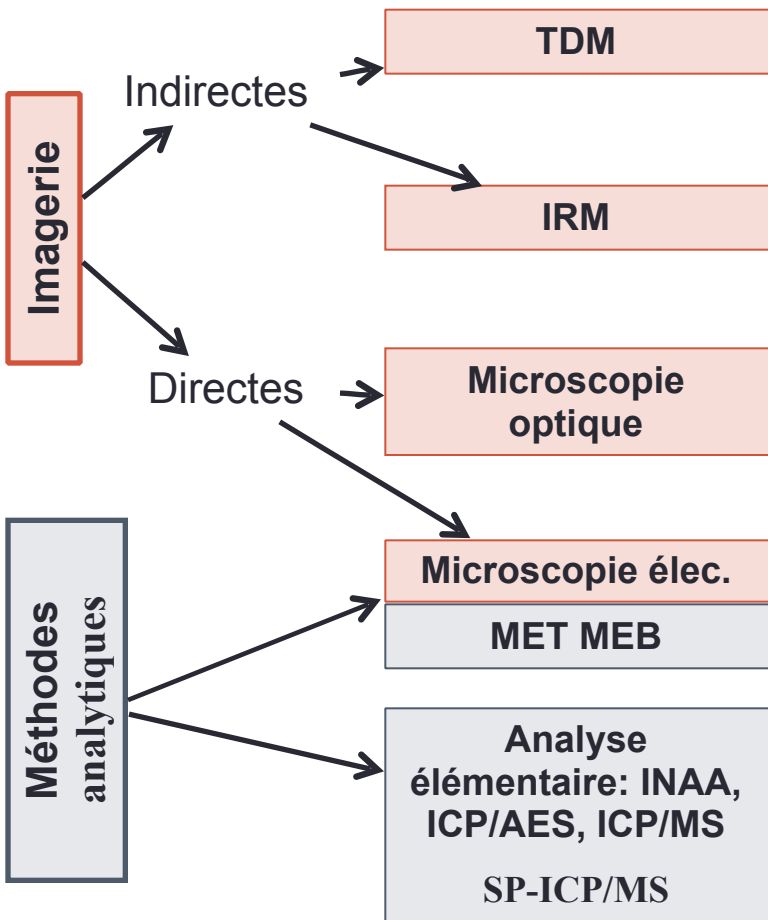 TDM
Indirectes
Imagerie
IRM
Directes
Microscopie
optique
Microscopie élec.
MET MEB
Méthodes
analytiques
Analyse
élémentaire: INAA,
ICP/AES, ICP/MS
SP-ICP/MS